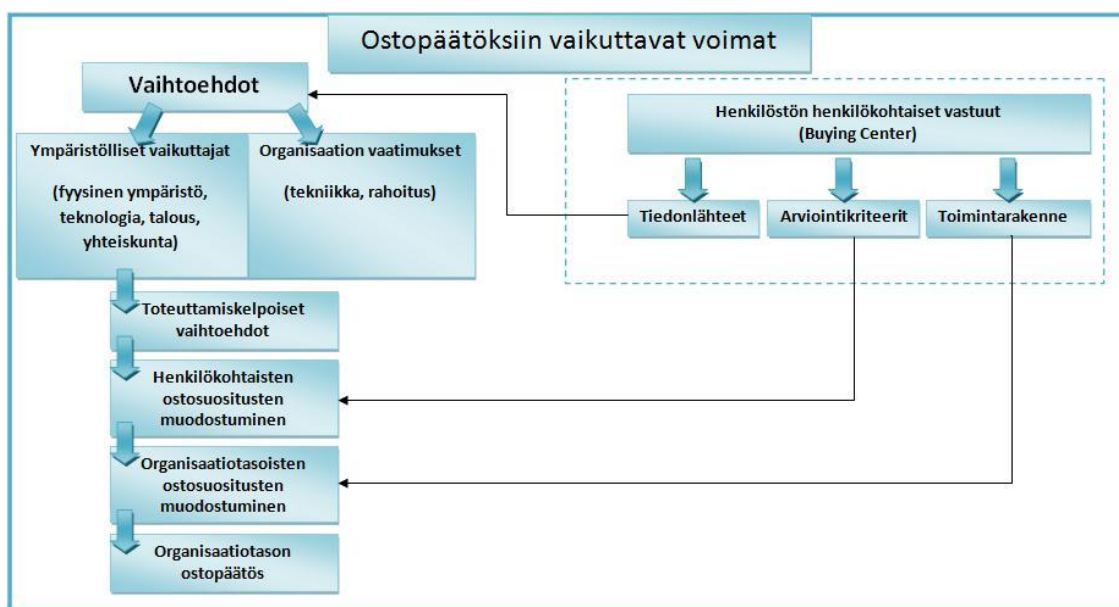 Ostopäätöksiin vaikuttavat voimat
Vaihtoehdot
Ympäristölliset vaikuttajat
(fyysinen ympäristö,
teknologia, talous,
yhteiskunta)
Organisaation vaatimukset
(tekniikka, rahoitus)
Henkilöstön henkilökohtaiset vastuut
(Buying Center)
Tiedonlähteet
Arviointikriteerit
Toimintarakenne
Toteuttamiskelpoiset
vaihtoehdot
Henkilökohtaisten
ostosuositusten
muodostuminen
Organisaatiotasoisten
ostosuositusten
muodostuminen
Organisaatiotason
ostopäätös